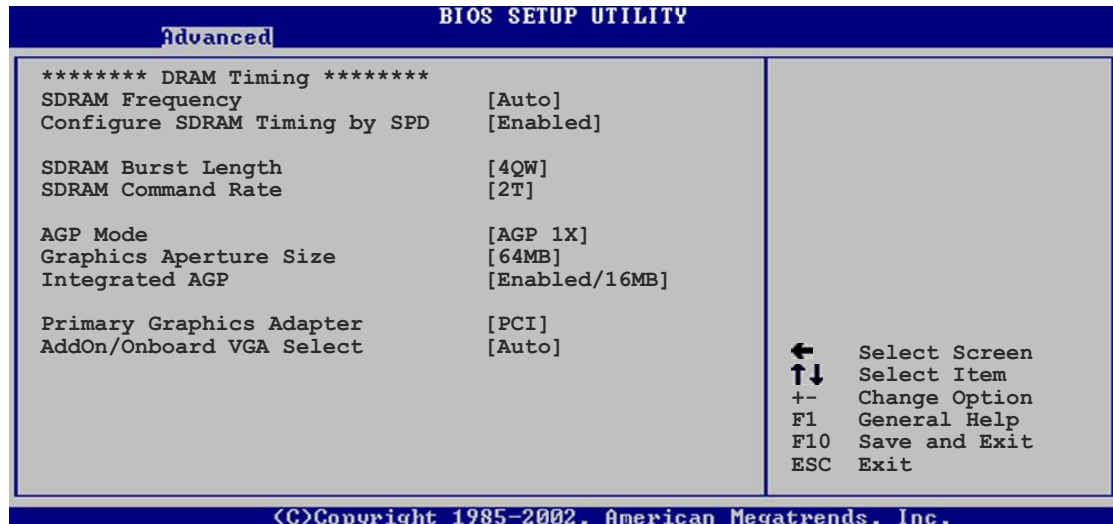 BIOS SETUP UTILITY
Advanced
******** DRAM Timing ********
SDRAM Frequency [Auto]
Configure SDRAM Timing by SPD [Enabled]
SDRAM Burst Length [4QW]
SDRAM Command Rate [2T]
AGP Mode [AGP 1X]
Graphics Aperture Size [64MB]
Integrated AGP [Enabled/16MB]
Primary Graphics Adapter [PCI]
AddOn/Onboard VGA Select [Auto]
← Select Screen
↑↓ Select Item
+- Change Option
F1 General Help
F10 Save and Exit
ESC Exit
(C)Copyright 1985-2002, American Megatrends, Inc.